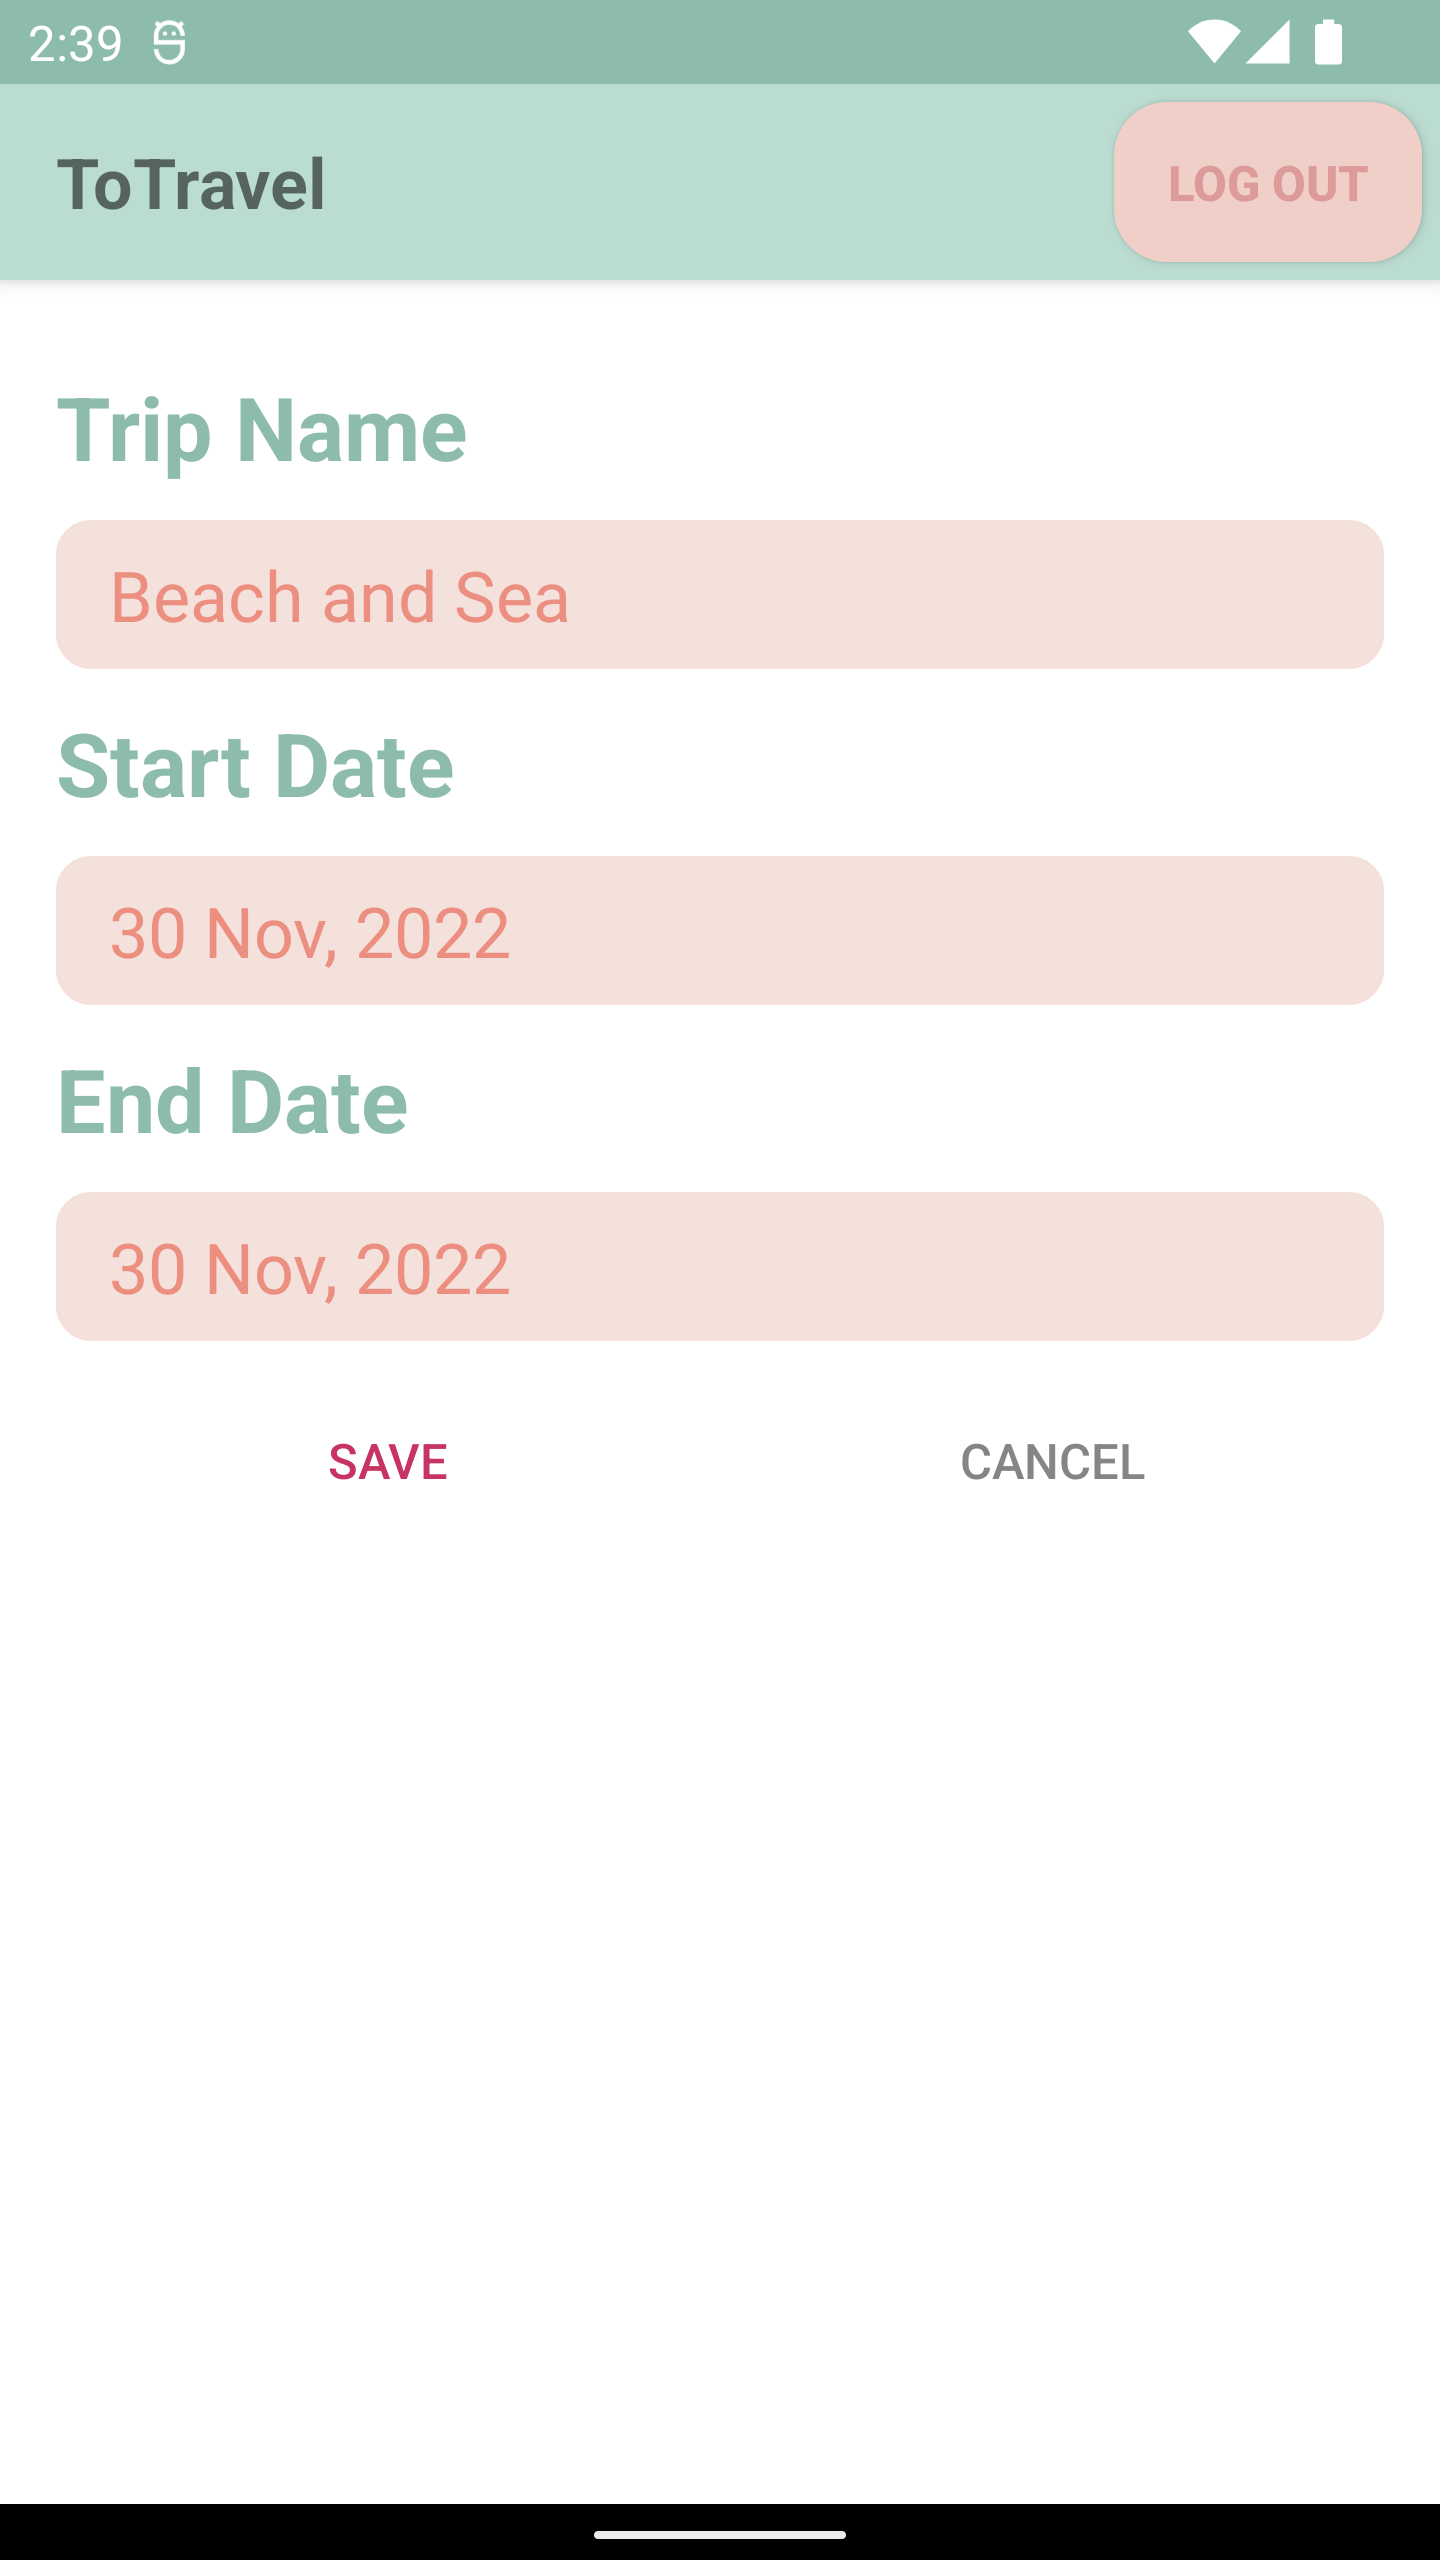 2:39
ToTravel
LOG OUT
Trip Name
Beach and Sea
Start Date
30 Nov, 2022
End Date
30 Nov, 2022
SAVE
CANCEL